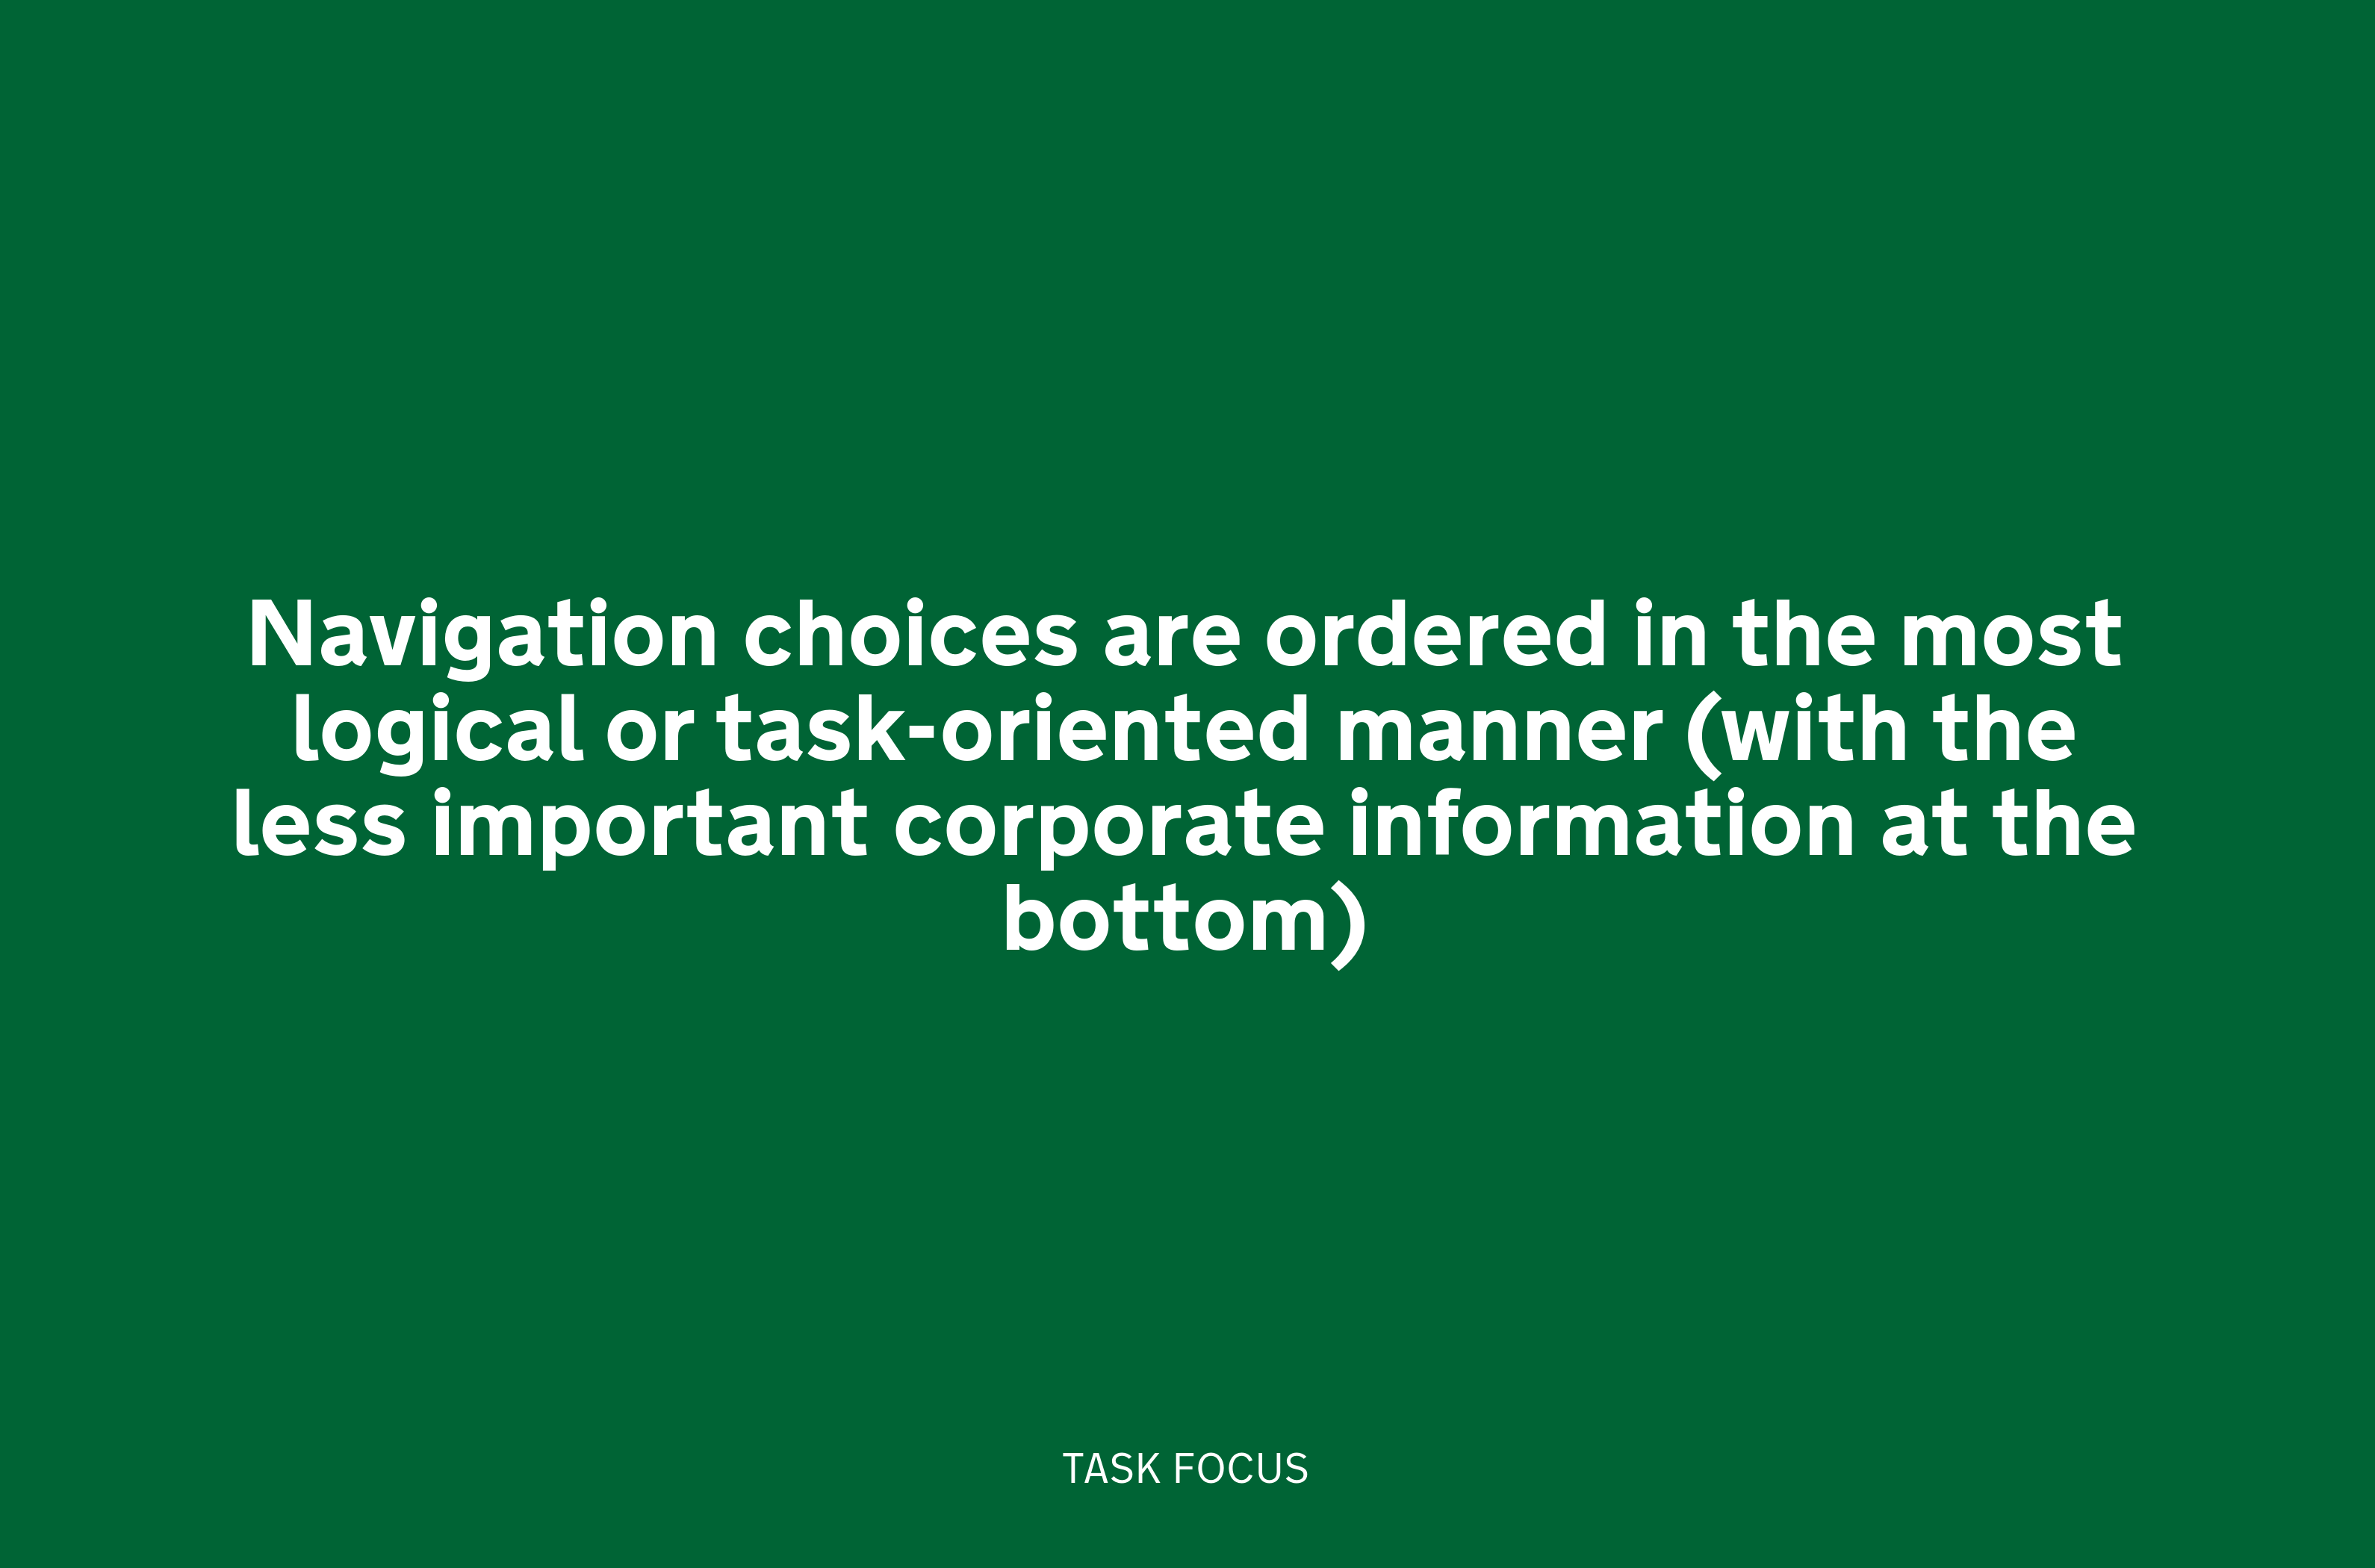 Navigation choices are ordered in the most
logical or task-oriented manner (with the
less important corporate information at the
bottom)
TASK FOCUS